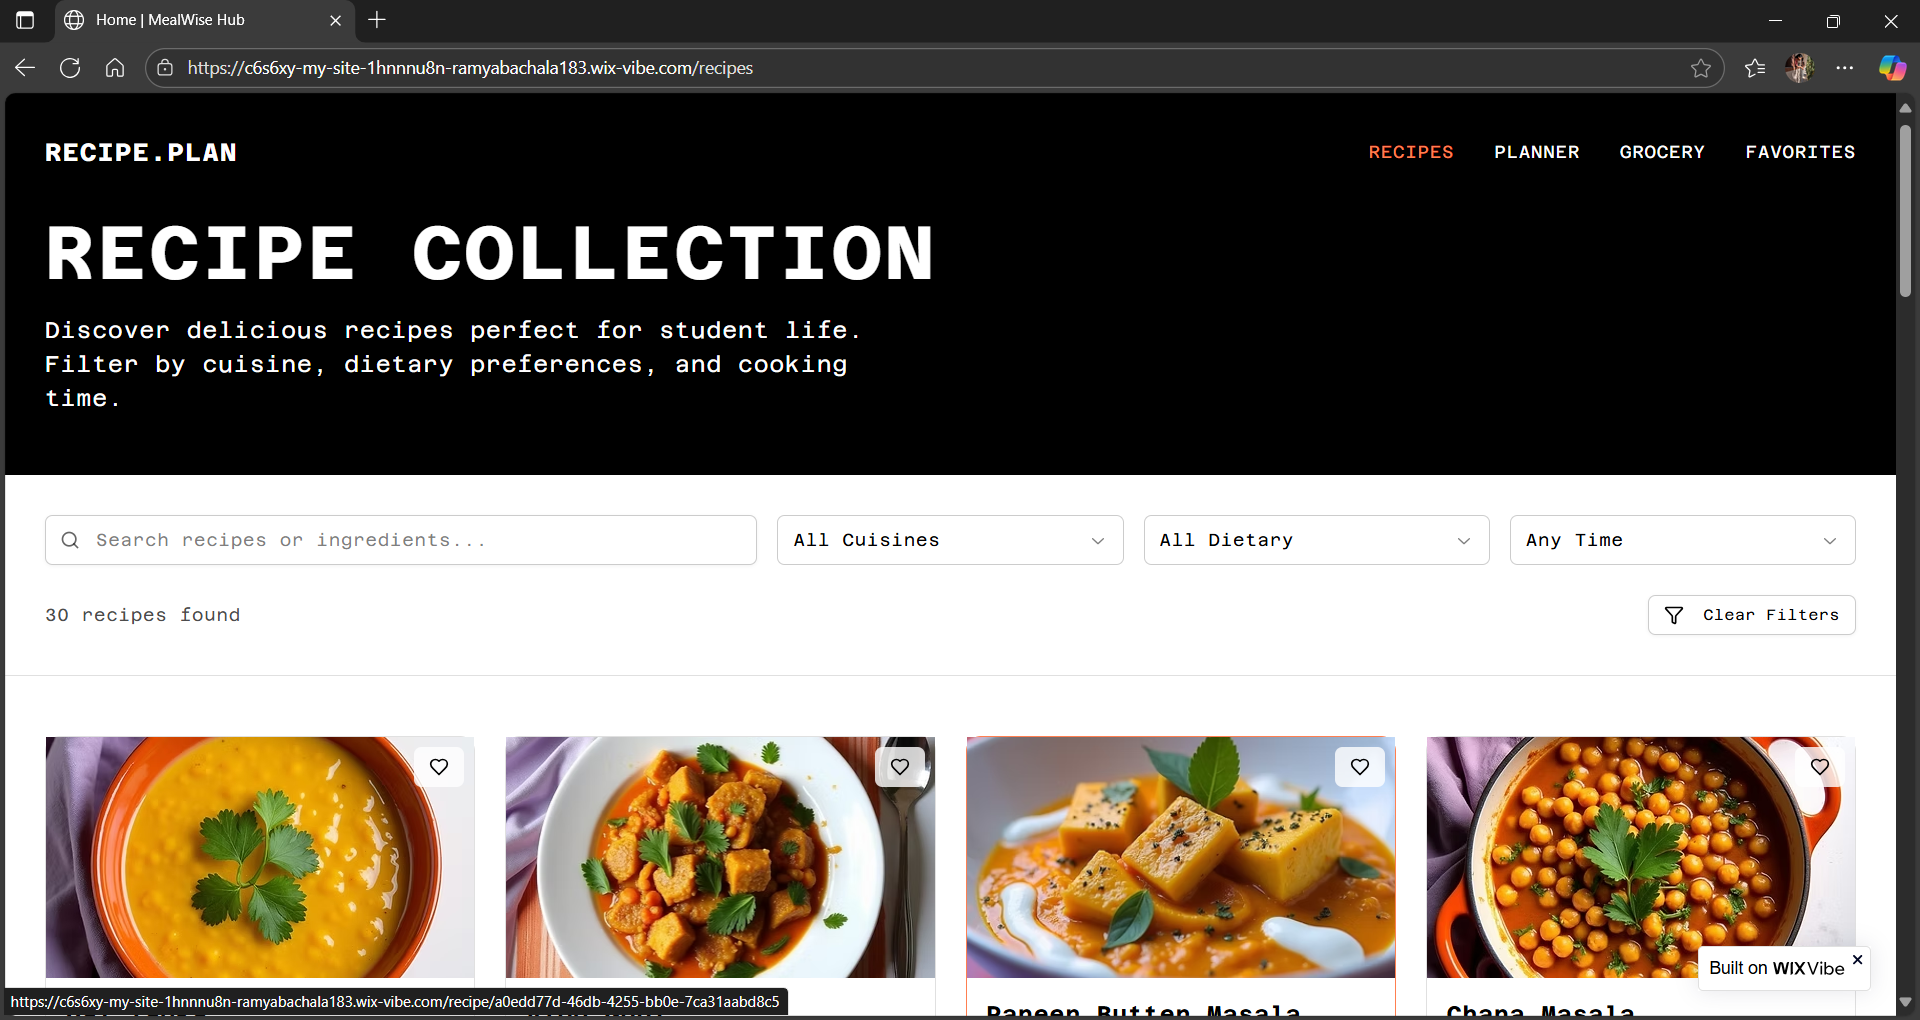 Home | MealWise Hub
https://c6s6xy-my-site-1hnnnu8n-ramyabachala183.wix-vibe.com/recipes
RECIPE.PLAN
RECIPES PLANNER GROCERY FAVORITES
RECIPE COLLECTION
Discover delicious recipes perfect for student life.
Filter by cuisine, dietary preferences, and cooking
time.
Search recipes or ingredients...
All Cuisines
All Dietary
Any Time
30 recipes found
Clear Filters
Built on WIX Vibe
https://c6s6xy-my-site-1hnnnu8n-ramyabachala183.wix-vibe.com/recipe/a0edd77d-46db-4255-bb0e-7ca31aabd8c5
Paneer Butter Masala
Chana Masala